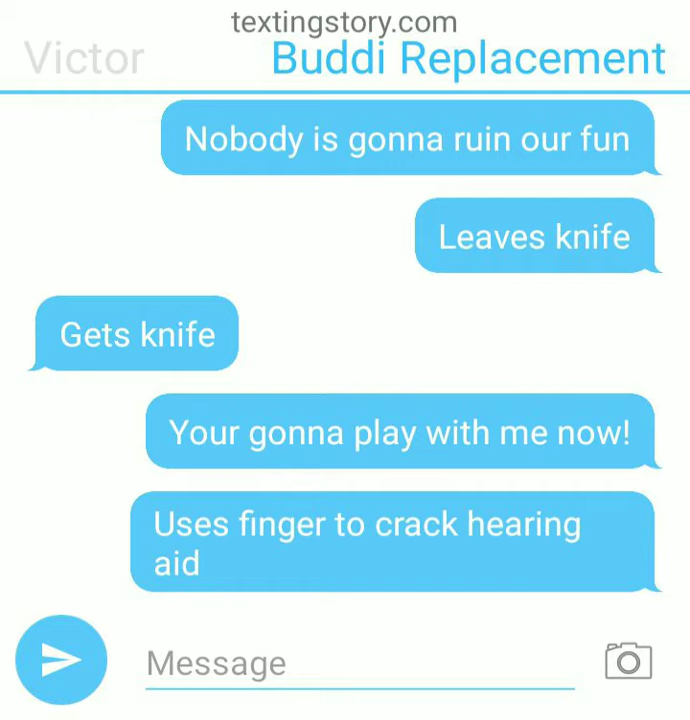 textingstory.com
Victor
Buddi Replacement
Nobody is gonna ruin our fun
Leaves knife
Gets knife
Your gonna play with me now!
Uses finger to crack hearing
aid
Message